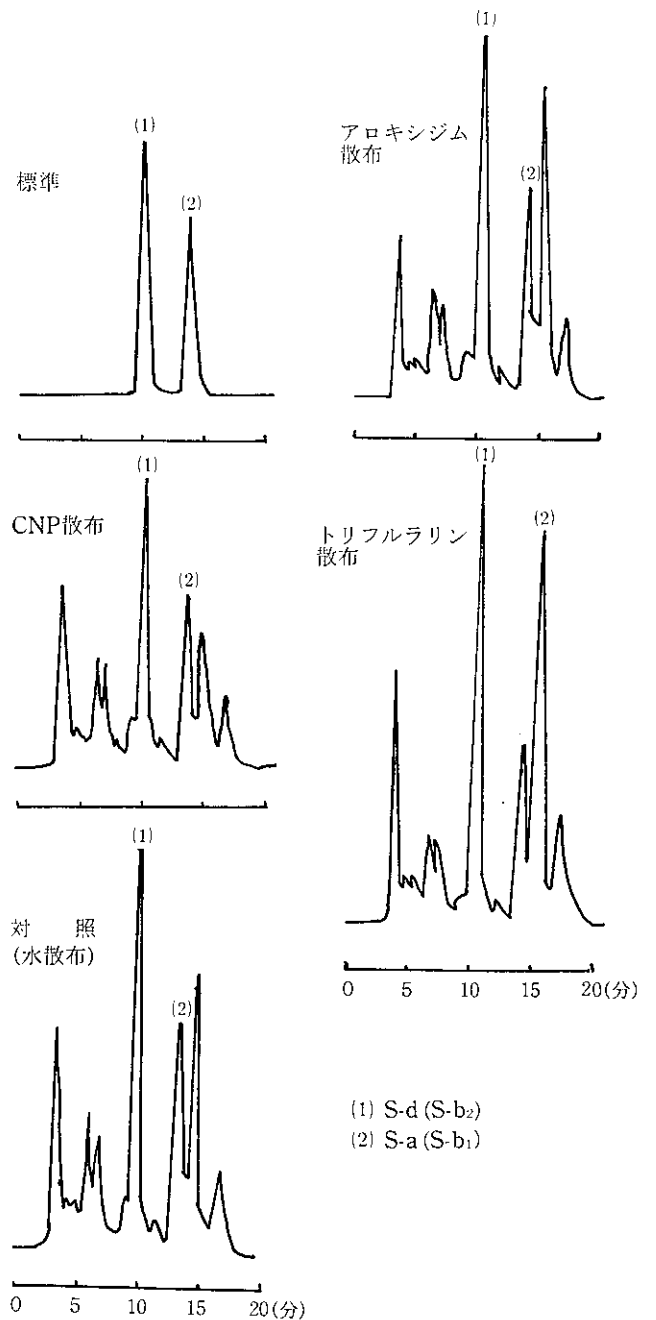 標準
(1)
(2)
アロキシジム
散布
(1)
(2)
CNP散布
(1)
(2)
トリフルラリン
散布
(1)
(2)
0 5 10 15 20(分)
対 照
(水散布)
(1)
(2)
0 5 10 15 20(分)
(1) S-d (S-b₂)
(2) S-a (S-b₁)